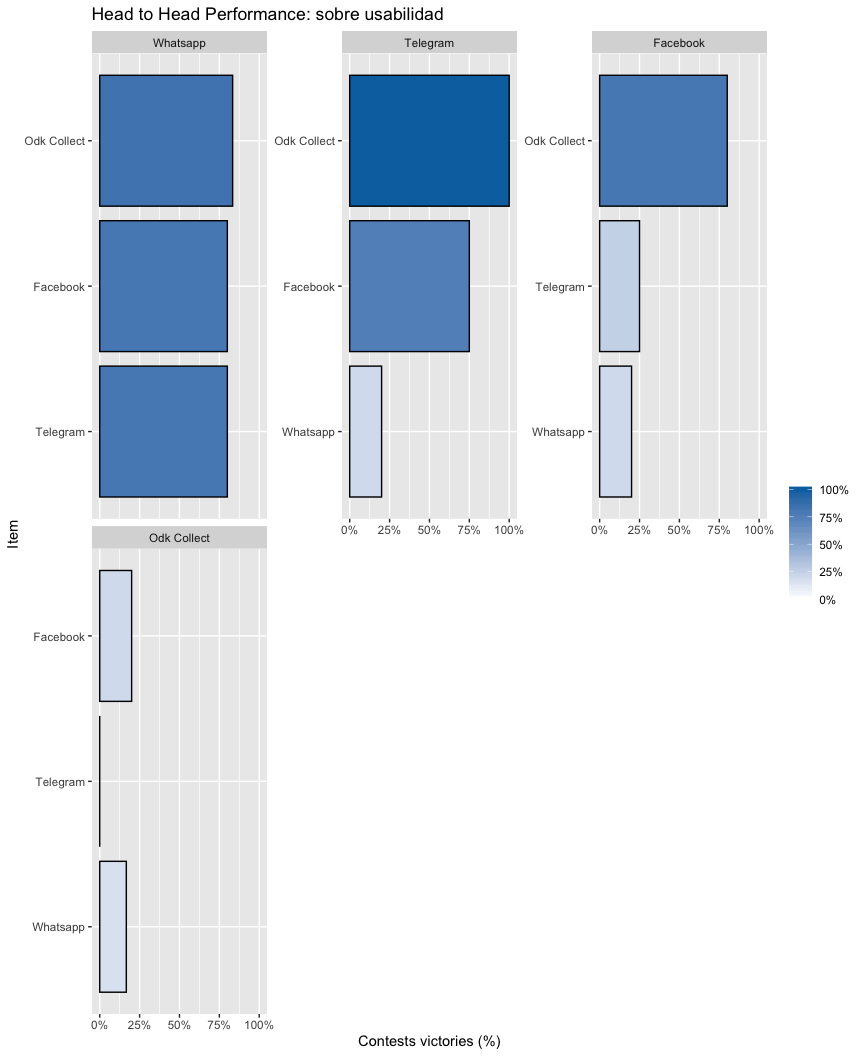 Head to Head Performance: sobre usabilidad
Whatsapp
Telegram
Facebook
Odk Collect
Facebook
Telegram
Odk Collect
Facebook
Whatsapp
0% 25% 50% 75% 100%
Odk Collect
Telegram
Whatsapp
0% 25% 50% 75% 100%
Odk Collect
Facebook
Telegram
Whatsapp
0% 25% 50% 75% 100%
Item
Contests victories (%)
100%
75%
50%
25%
0%